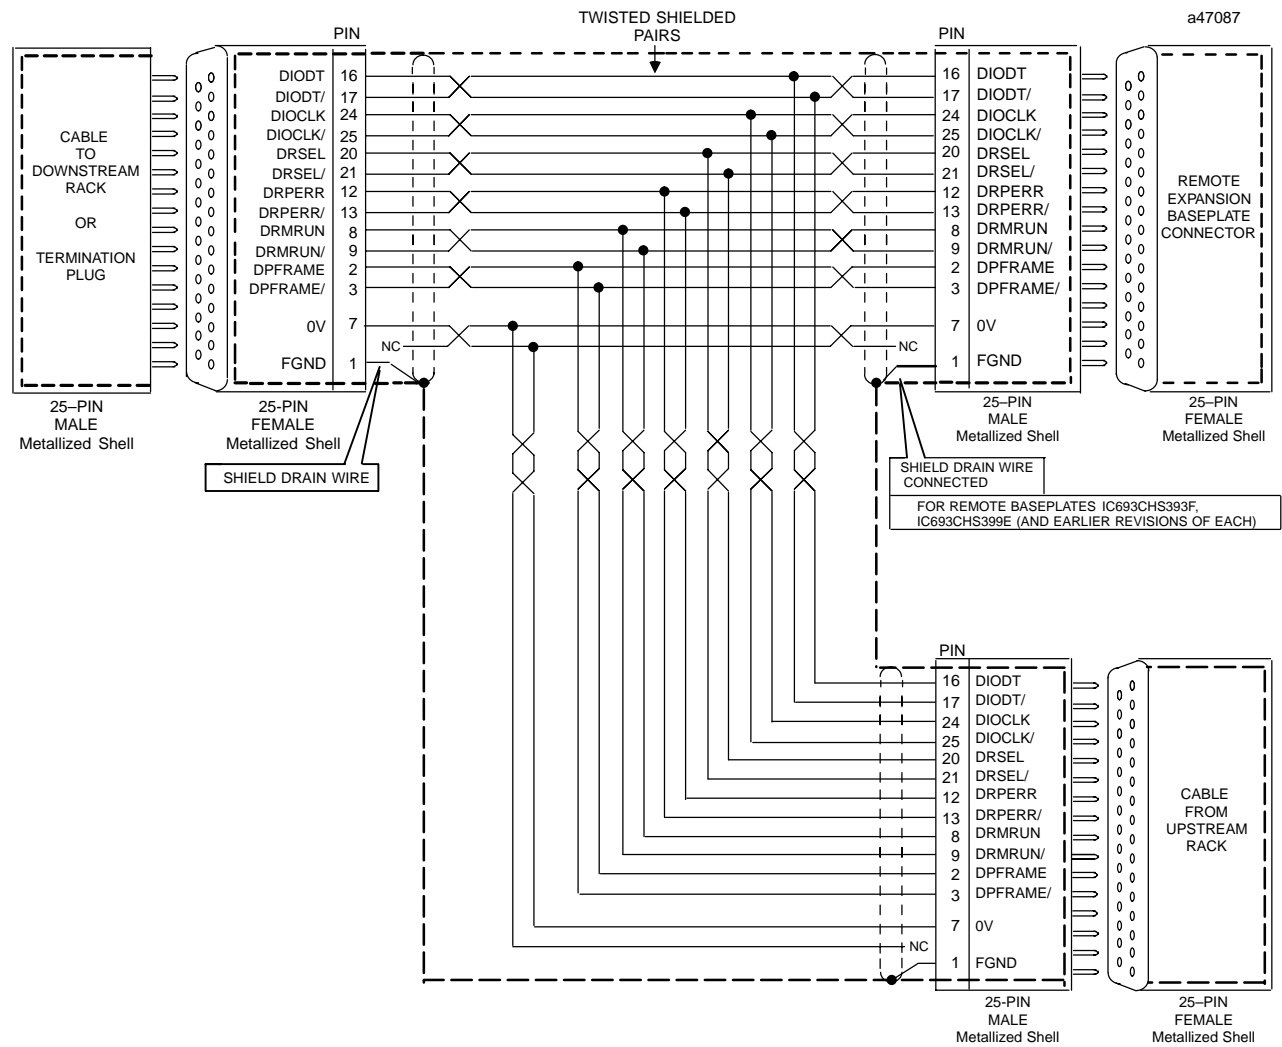 TWISTED SHIELDED
PAIRS
a47087
PIN
PIN
CABLE
TO
DOWNSTREAM
RACK
OR
TERMINATION
PLUG
DIODT 16
DIODT/ 17
DIOCLK 24
DIOCLK/ 25
DRSEL 20
DRSEL/ 21
DRPERR 12
DRPERR/ 13
DRMRUN 8
DRMRUN/ 9
DPFRAME 2
DPFRAME/ 3
0V 7
NC
FGND 1
16 DIODT
17 DIODT/
24 DIOCLK
25 DIOCLK/
20 DRSEL
21 DRSEL/
12 DRPERR
13 DRPERR/
8 DRMRUN
9 DRMRUN/
2 DPFRAME
3 DPFRAME/
7 0V
NC
1 FGND
REMOTE
EXPANSION
BASEPLATE
CONNECTOR
25–PIN
MALE
Metallized Shell
25-PIN
FEMALE
Metallized Shell
25–PIN
MALE
Metallized Shell
25–PIN
FEMALE
Metallized Shell
SHIELD DRAIN WIRE
SHIELD DRAIN WIRE
CONNECTED
FOR REMOTE BASEPLATES IC693CHS393F,
IC693CHS399E (AND EARLIER REVISIONS OF EACH)
PIN
16 DIODT
17 DIODT/
24 DIOCLK
25 DIOCLK/
20 DRSEL
21 DRSEL/
12 DRPERR
13 DRPERR/
8 DRMRUN
9 DRMRUN/
2 DPFRAME
3 DPFRAME/
7 0V
NC
1 FGND
CABLE
FROM
UPSTREAM
RACK
25-PIN
MALE
Metallized Shell
25–PIN
FEMALE
Metallized Shell